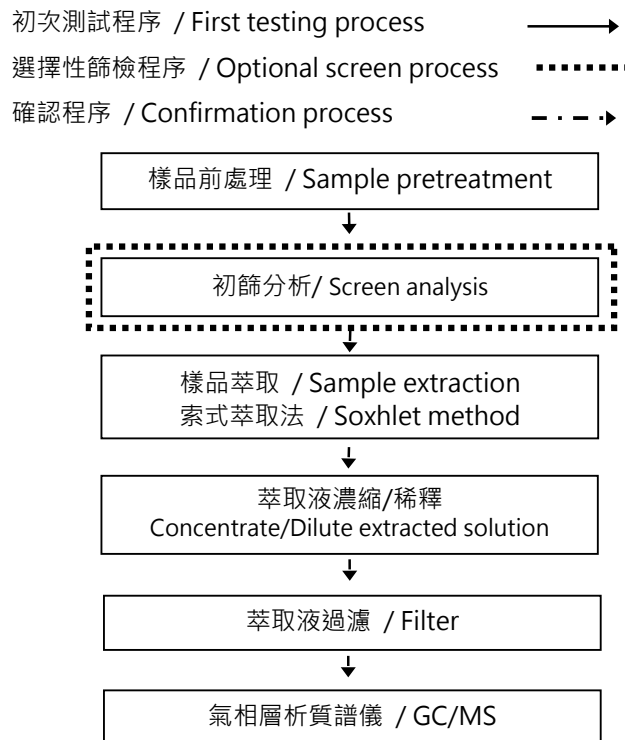 初次測試程序 / First testing process
選擇性篩檢程序 / Optional screen process
確認程序 / Confirmation process
樣品前處理 / Sample pretreatment
初篩分析/ Screen analysis
樣品萃取 / Sample extraction
索式萃取法 / Soxhlet method
萃取液濃縮/稀釋
Concentrate/Dilute extracted solution
萃取液過濾 / Filter
氣相層析質譜儀 / GC/MS